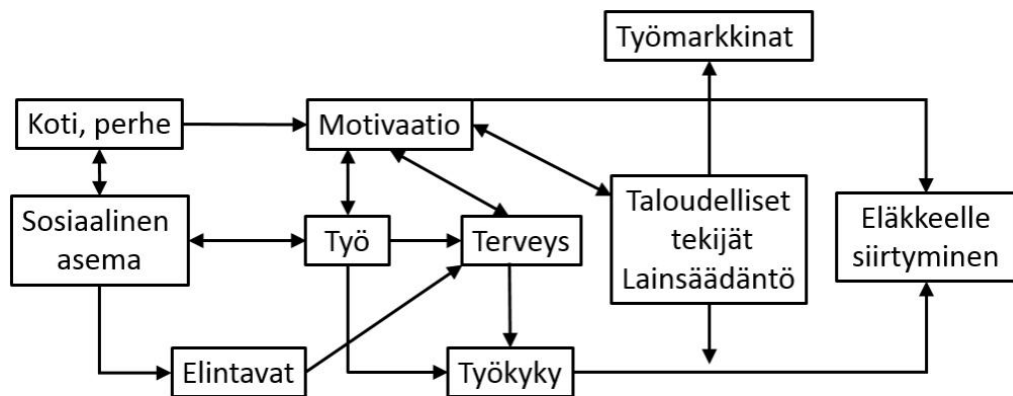 Työmarkkinat
Koti, perhe
Motivaatio
Sosiaalinen
asema
Työ
Terveys
Taloudelliset
tekijät
Lainsäädäntö
Eläkkeelle
siirtyminen
Elintavat
Työkyky